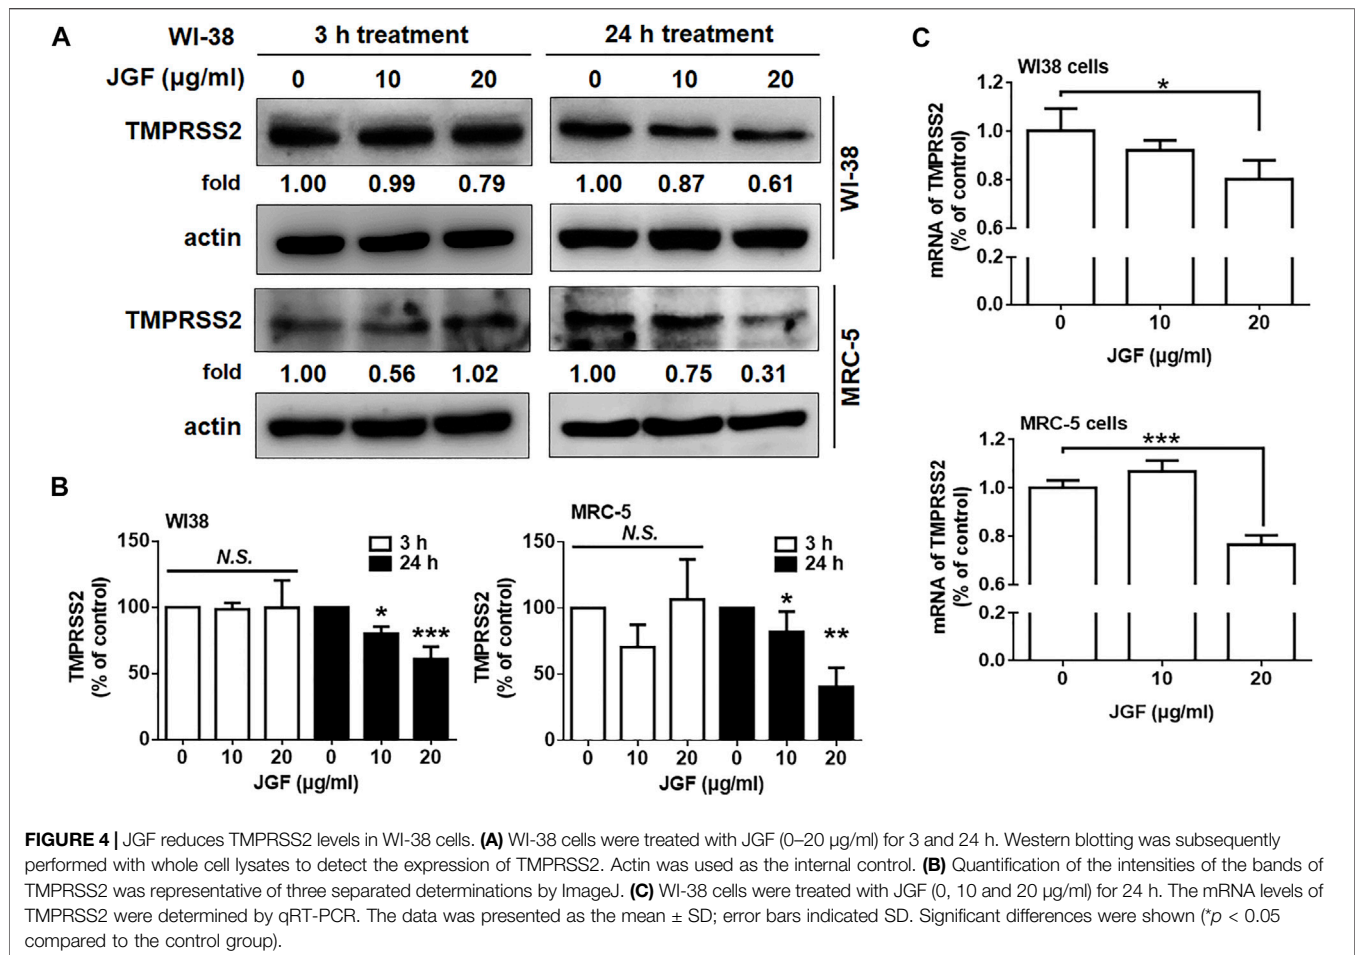 A
WI-38 3 h treatment 24 h treatment
JGF (µg/ml) 0 10 20 0 10 20
TMPRSS2
fold 1.00 0.99 0.79 1.00 0.87 0.61
actin
WI-38
TMPRSS2
fold 1.00 0.56 1.02 1.00 0.75 0.31
actin
MRC-5
B
WI38
TMPRSS2
(% of control)
150
100
50
0
N.S.
3 h
24 h
*
***
0 10 20 0 10 20
JGF (µg/ml)
MRC-5
TMPRSS2
(% of control)
150
100
50
0
N.S.
3 h
24 h
*
**
0 10 20 0 10 20
JGF (µg/ml)
C
WI38 cells
mRNA of TMPRSS2
(% of control)
1.2
1.0
0.8
0.6
0.2
0.0
*
0 10 20
JGF (µg/ml)
MRC-5 cells
mRNA of TMPRSS2
(% of control)
1.2
1.0
0.8
0.6
0.2
0.0
***
0 10 20
JGF (µg/ml)
FIGURE 4 | JGF reduces TMPRSS2 levels in WI-38 cells. (A) WI-38 cells were treated with JGF (0–20 µg/ml) for 3 and 24 h. Western blotting was subsequently
performed with whole cell lysates to detect the expression of TMPRSS2. Actin was used as the internal control. (B) Quantification of the intensities of the bands of
TMPRSS2 was representative of three separated determinations by ImageJ. (C) WI-38 cells were treated with JGF (0, 10 and 20 µg/ml) for 24 h. The mRNA levels of
TMPRSS2 were determined by qRT-PCR. The data was presented as the mean ± SD; error bars indicated SD. Significant differences were shown (*p < 0.05
compared to the control group).